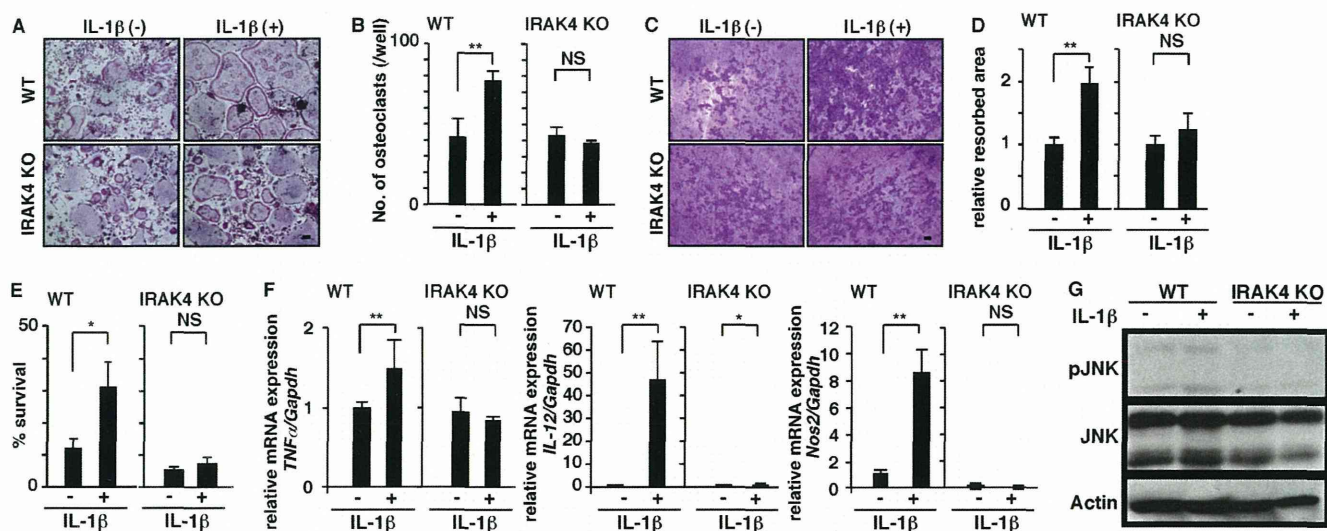 A
IL-1β (-)
IL-1β (+)
WT
IRAK4 KO
B
WT
IRAK4 KO
No. of osteoclasts (/well)
100
0
**
NS
- +
- +
IL-1β
IL-1β
C
IL-1β (-)
IL-1β (+)
WT
IRAK4 KO
D
WT
IRAK4 KO
relative resorbed area
2
1
0
**
NS
- +
- +
IL-1β
IL-1β
E
WT
IRAK4 KO
% survival
50
0
*
NS
- +
- +
IL-1β
IL-1β
F
WT
IRAK4 KO
relative mRNA expression
TNFα/Gapdh
2
1
0
**
NS
- +
- +
IL-1β
IL-1β
WT
IRAK4 KO
relative mRNA expression
IL-12/Gapdh
70
60
50
40
30
20
10
0
**
*
- +
- +
IL-1β
IL-1β
WT
IRAK4 KO
relative mRNA expression
Nos2/Gapdh
12
10
8
6
4
2
0
**
NS
- +
- +
IL-1β
IL-1β
G
WT
IRAK4 KO
IL-1β
- + - +
pJNK
JNK
Actin